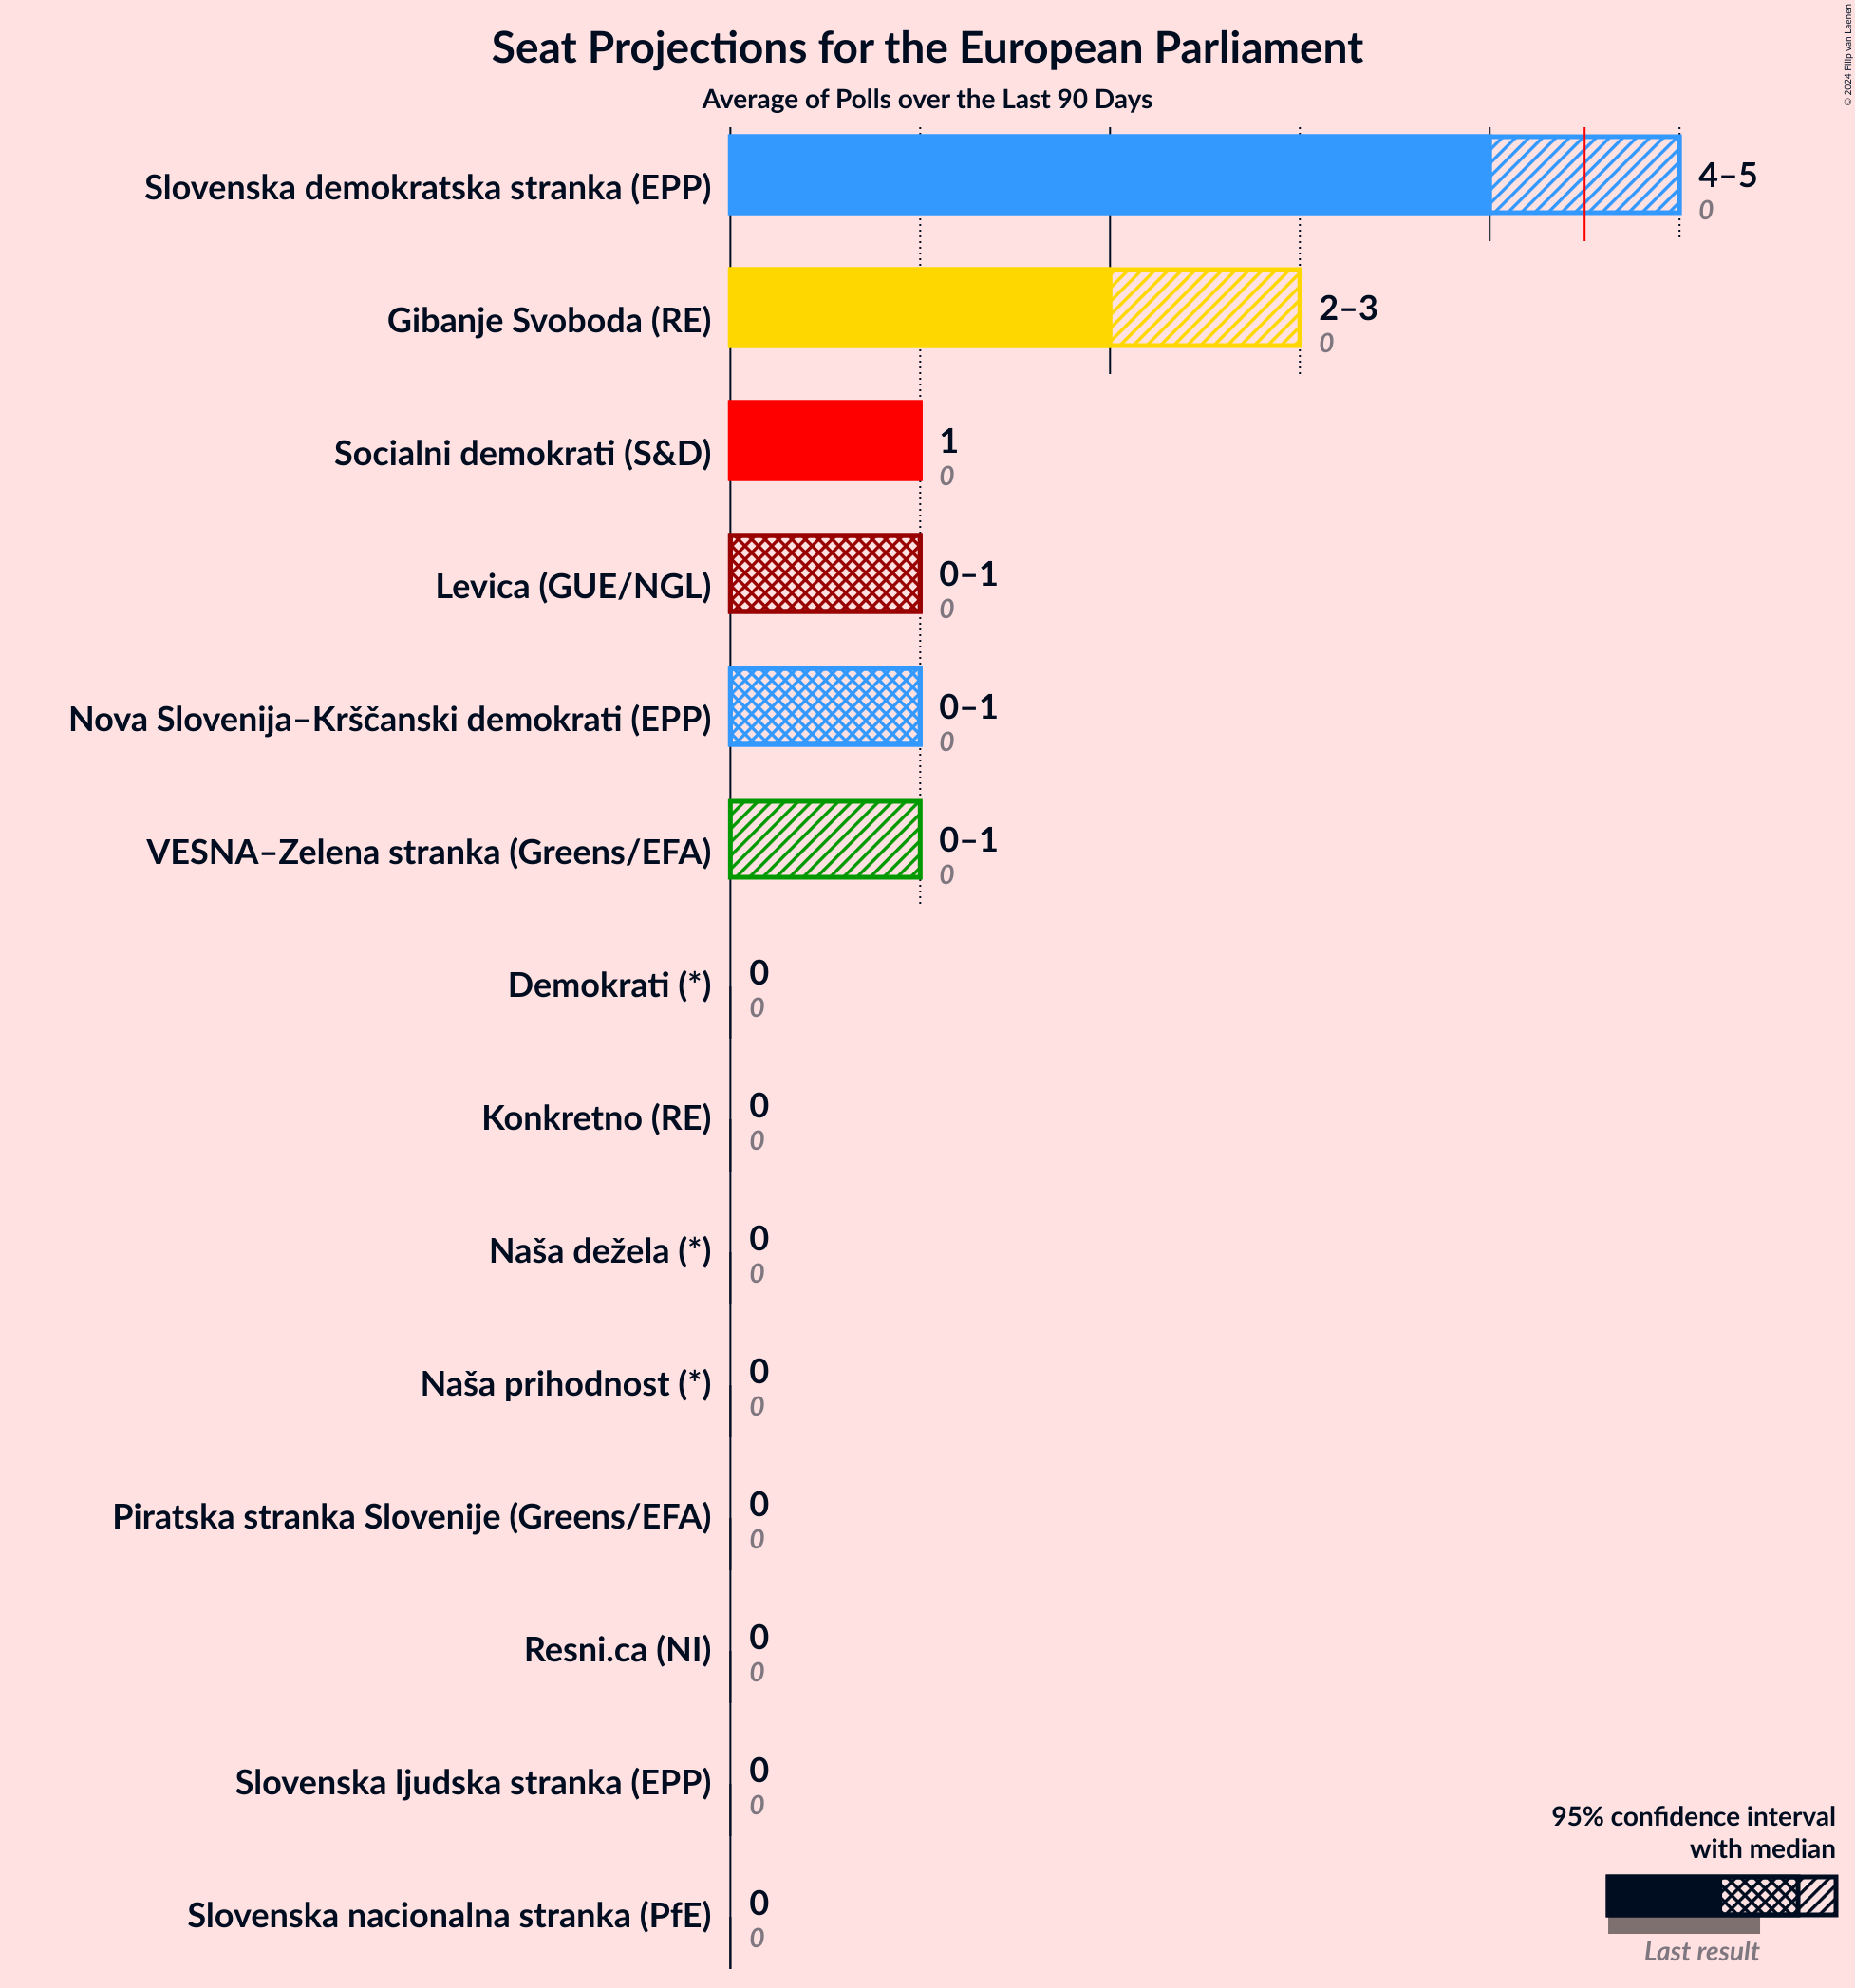 © 2024 Filip van Laenen
Seat Projections for the European Parliament
Average of Polls over the Last 90 Days
Slovenska demokratska stranka (EPP)
4–5
0
Gibanje Svoboda (RE)
2–3
0
Socialni demokrati (S&D)
1
0
Levica (GUE/NGL)
0–1
0
Nova Slovenija–Krščanski demokrati (EPP)
0–1
0
VESNA–Zelena stranka (Greens/EFA)
0–1
0
Demokrati (*)
0
0
Konkretno (RE)
0
0
Naša dežela (*)
0
0
Naša prihodnost (*)
0
0
Piratska stranka Slovenije (Greens/EFA)
0
0
Resni.ca (NI)
0
0
Slovenska ljudska stranka (EPP)
0
0
Slovenska nacionalna stranka (PfE)
0
0
95% confidence interval
with median
Last result